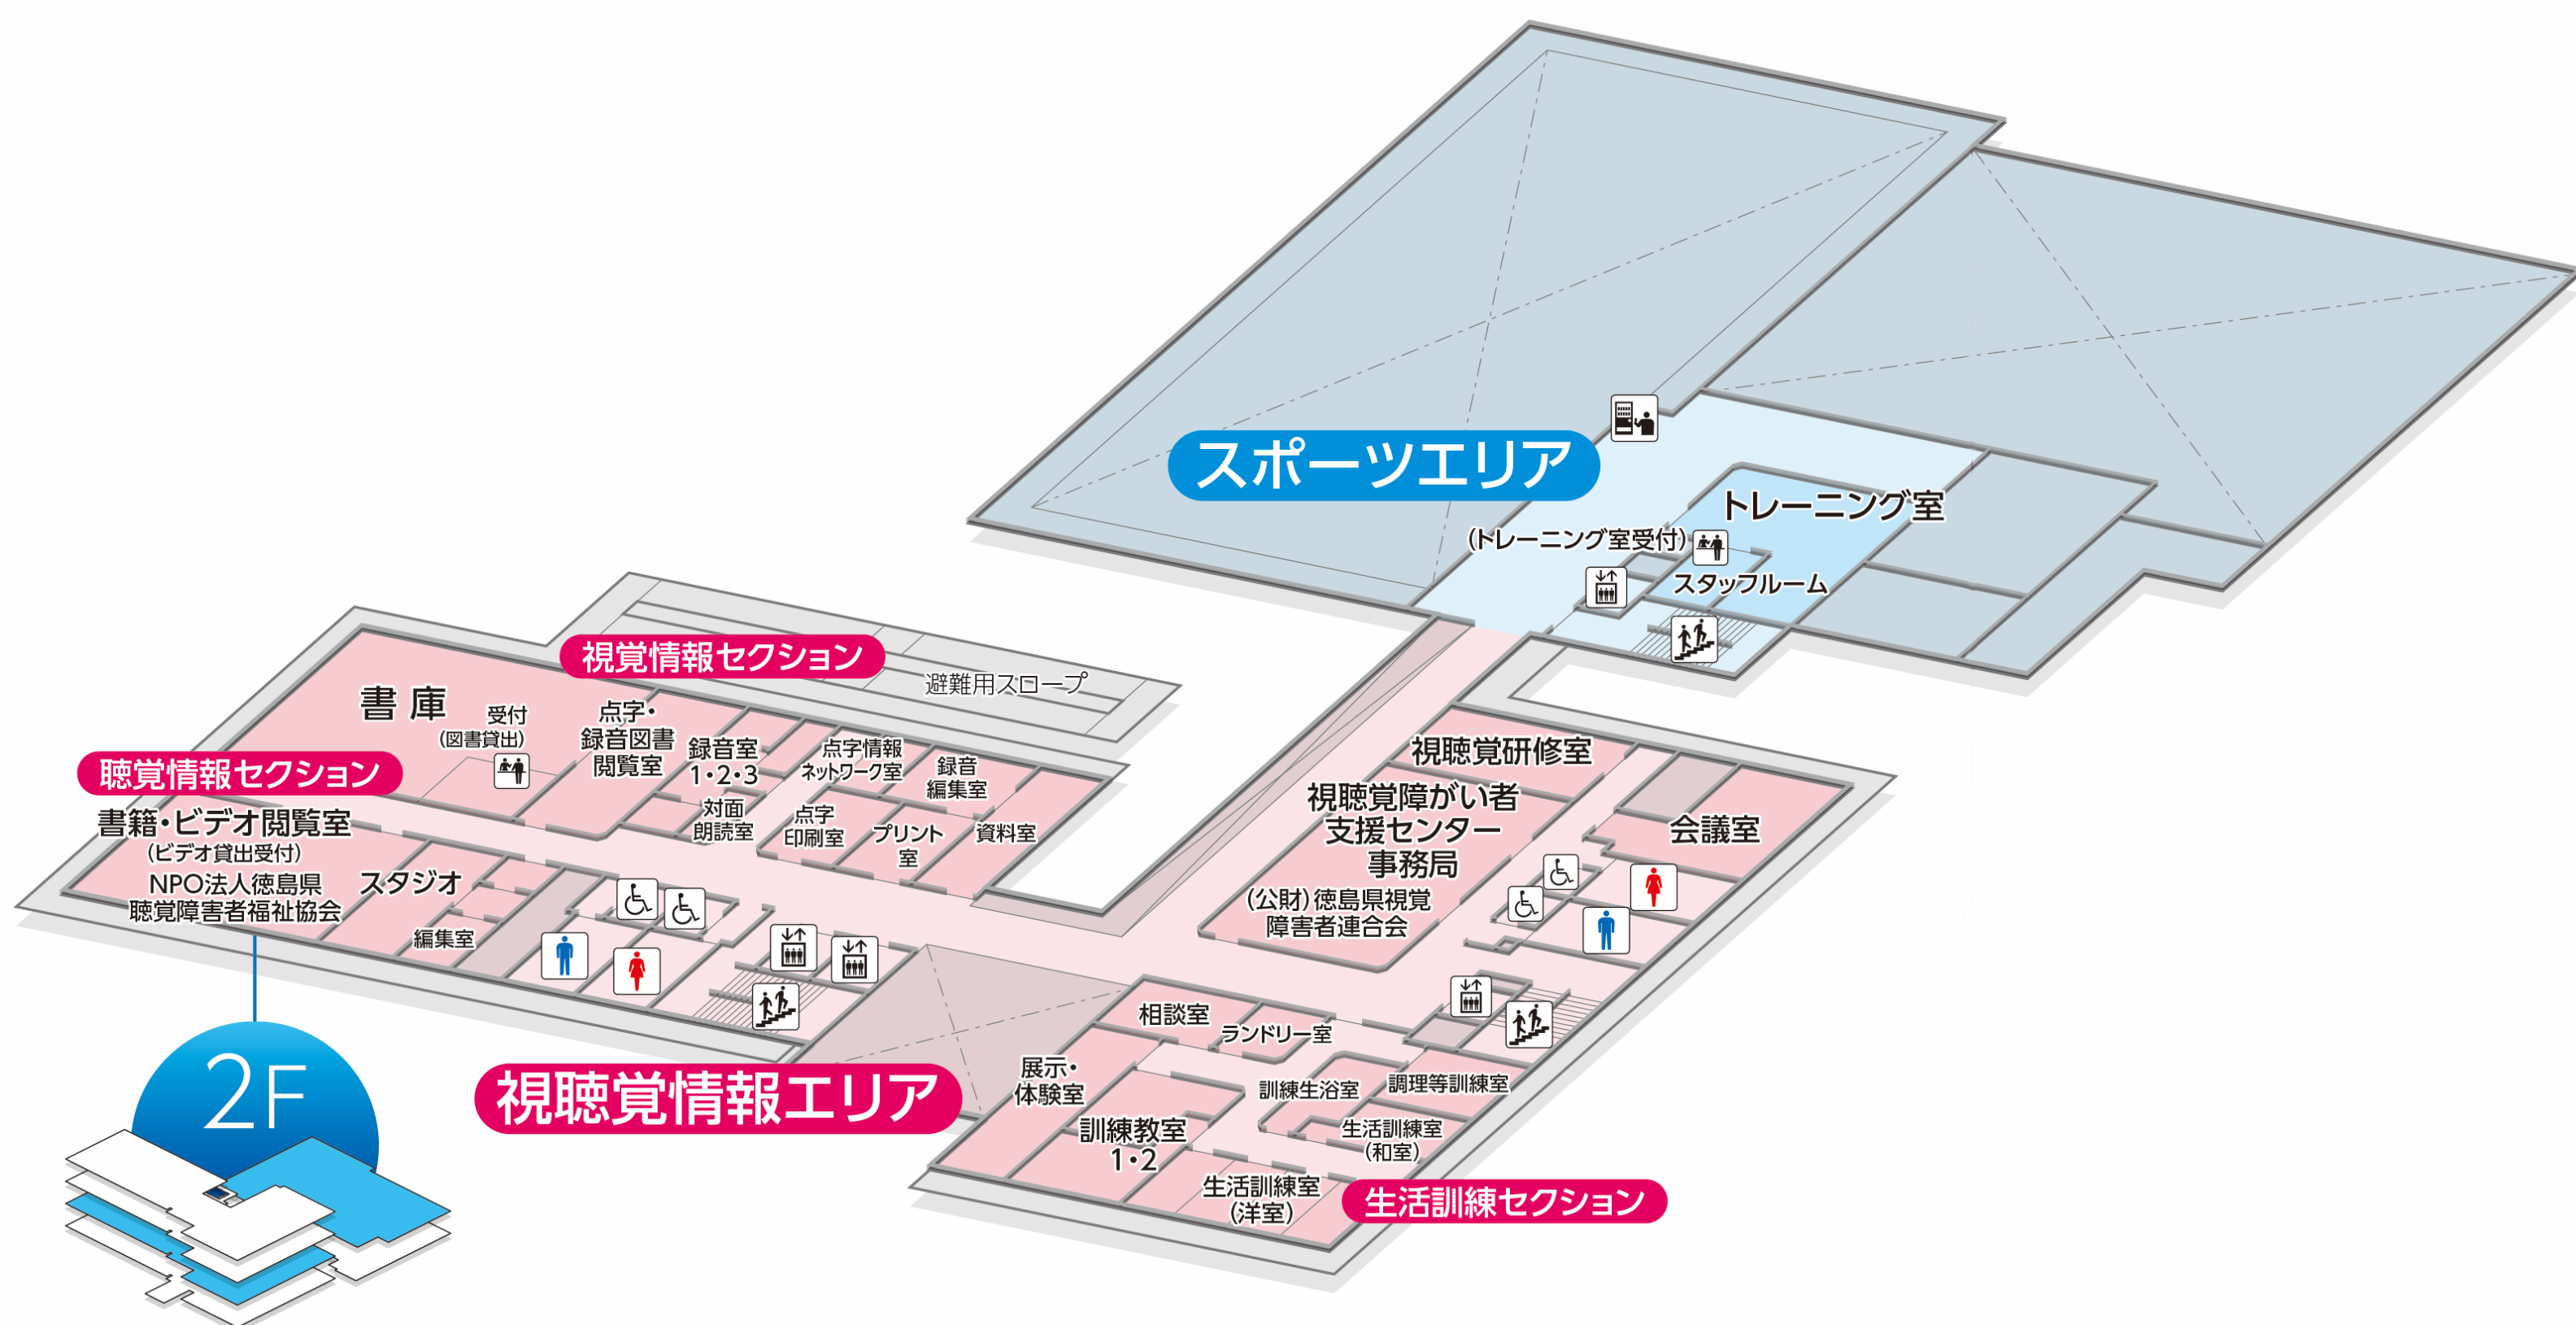 スポーツエリア
トレーニング室
(トレーニング室受付)
スタッフルーム
視覚情報セクション
避難用スロープ
書庫
受付
(図書貸出)
点字・
録音図書
閲覧室
録音室
1・2・3
対面
朗読室
点字情報
ネットワーク室
録音
編集室
点字
印刷室
プリント
室
資料室
聴覚情報セクション
書籍・ビデオ閲覧室
(ビデオ貸出受付)
NPO法人徳島県
聴覚障害者福祉協会
スタジオ
編集室
視聴覚研修室
視聴覚障がい者
支援センター
事務局
(公財)徳島県視覚
障害者連合会
会議室
相談室
ランドリー室
展示・
体験室
訓練教室
1・2
訓練生浴室
調理等訓練室
生活訓練室
(和室)
生活訓練室
(洋室)
生活訓練セクション
視聴覚情報エリア
2F